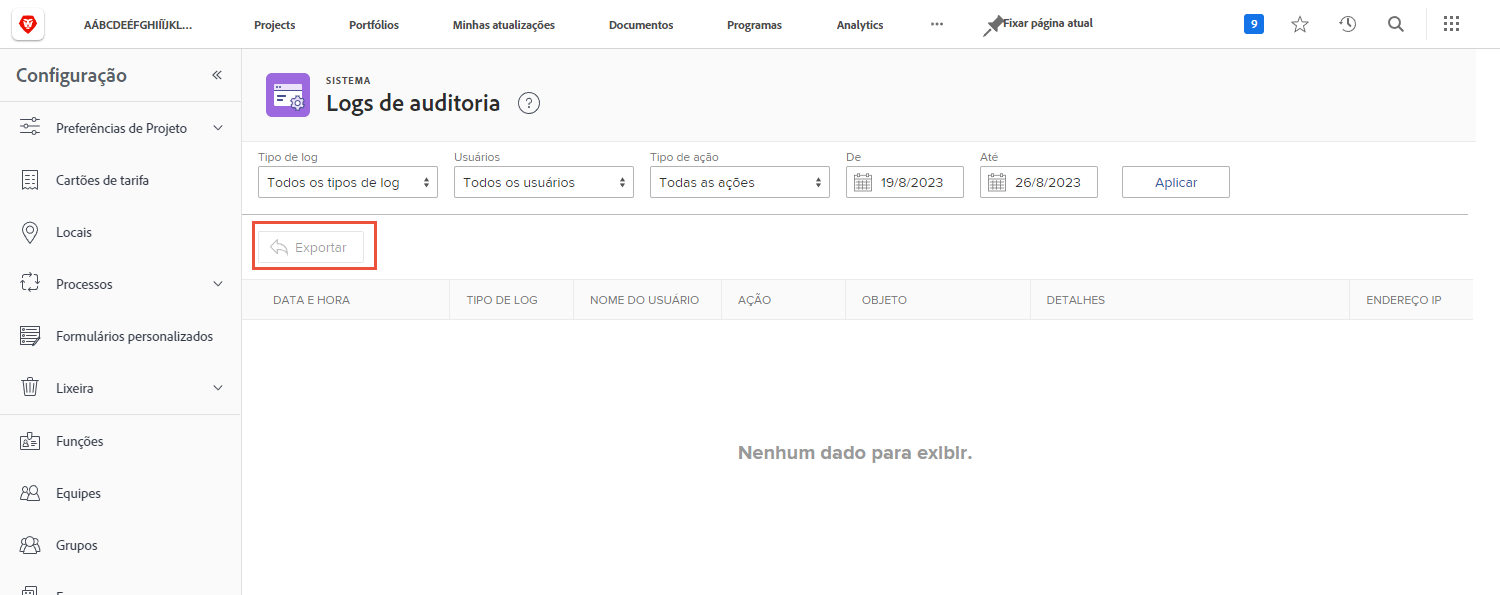 AÁBCDEÉFGHIÍÏJKL...
Projects
Portfólios
Minhas atualizações
Documentos
Programas
Analytics
Fixar página atual
9
Configuração
Preferências de Projeto
Cartões de tarifa
Locais
Processos
Formulários personalizados
Lixeira
Funções
Equipes
Grupos
SISTEMA
Logs de auditoria
?
Tipo de log
Usuários
Tipo de ação
De
Até
Todos os tipos de log
Todos os usuários
Todas as ações
19/8/2023
26/8/2023
Aplicar
Exportar
DATA E HORA
TIPO DE LOG
NOME DO USUÁRIO
AÇÃO
OBJETO
DETALHES
ENDEREÇO IP
Nenhum dado para exIbIr.